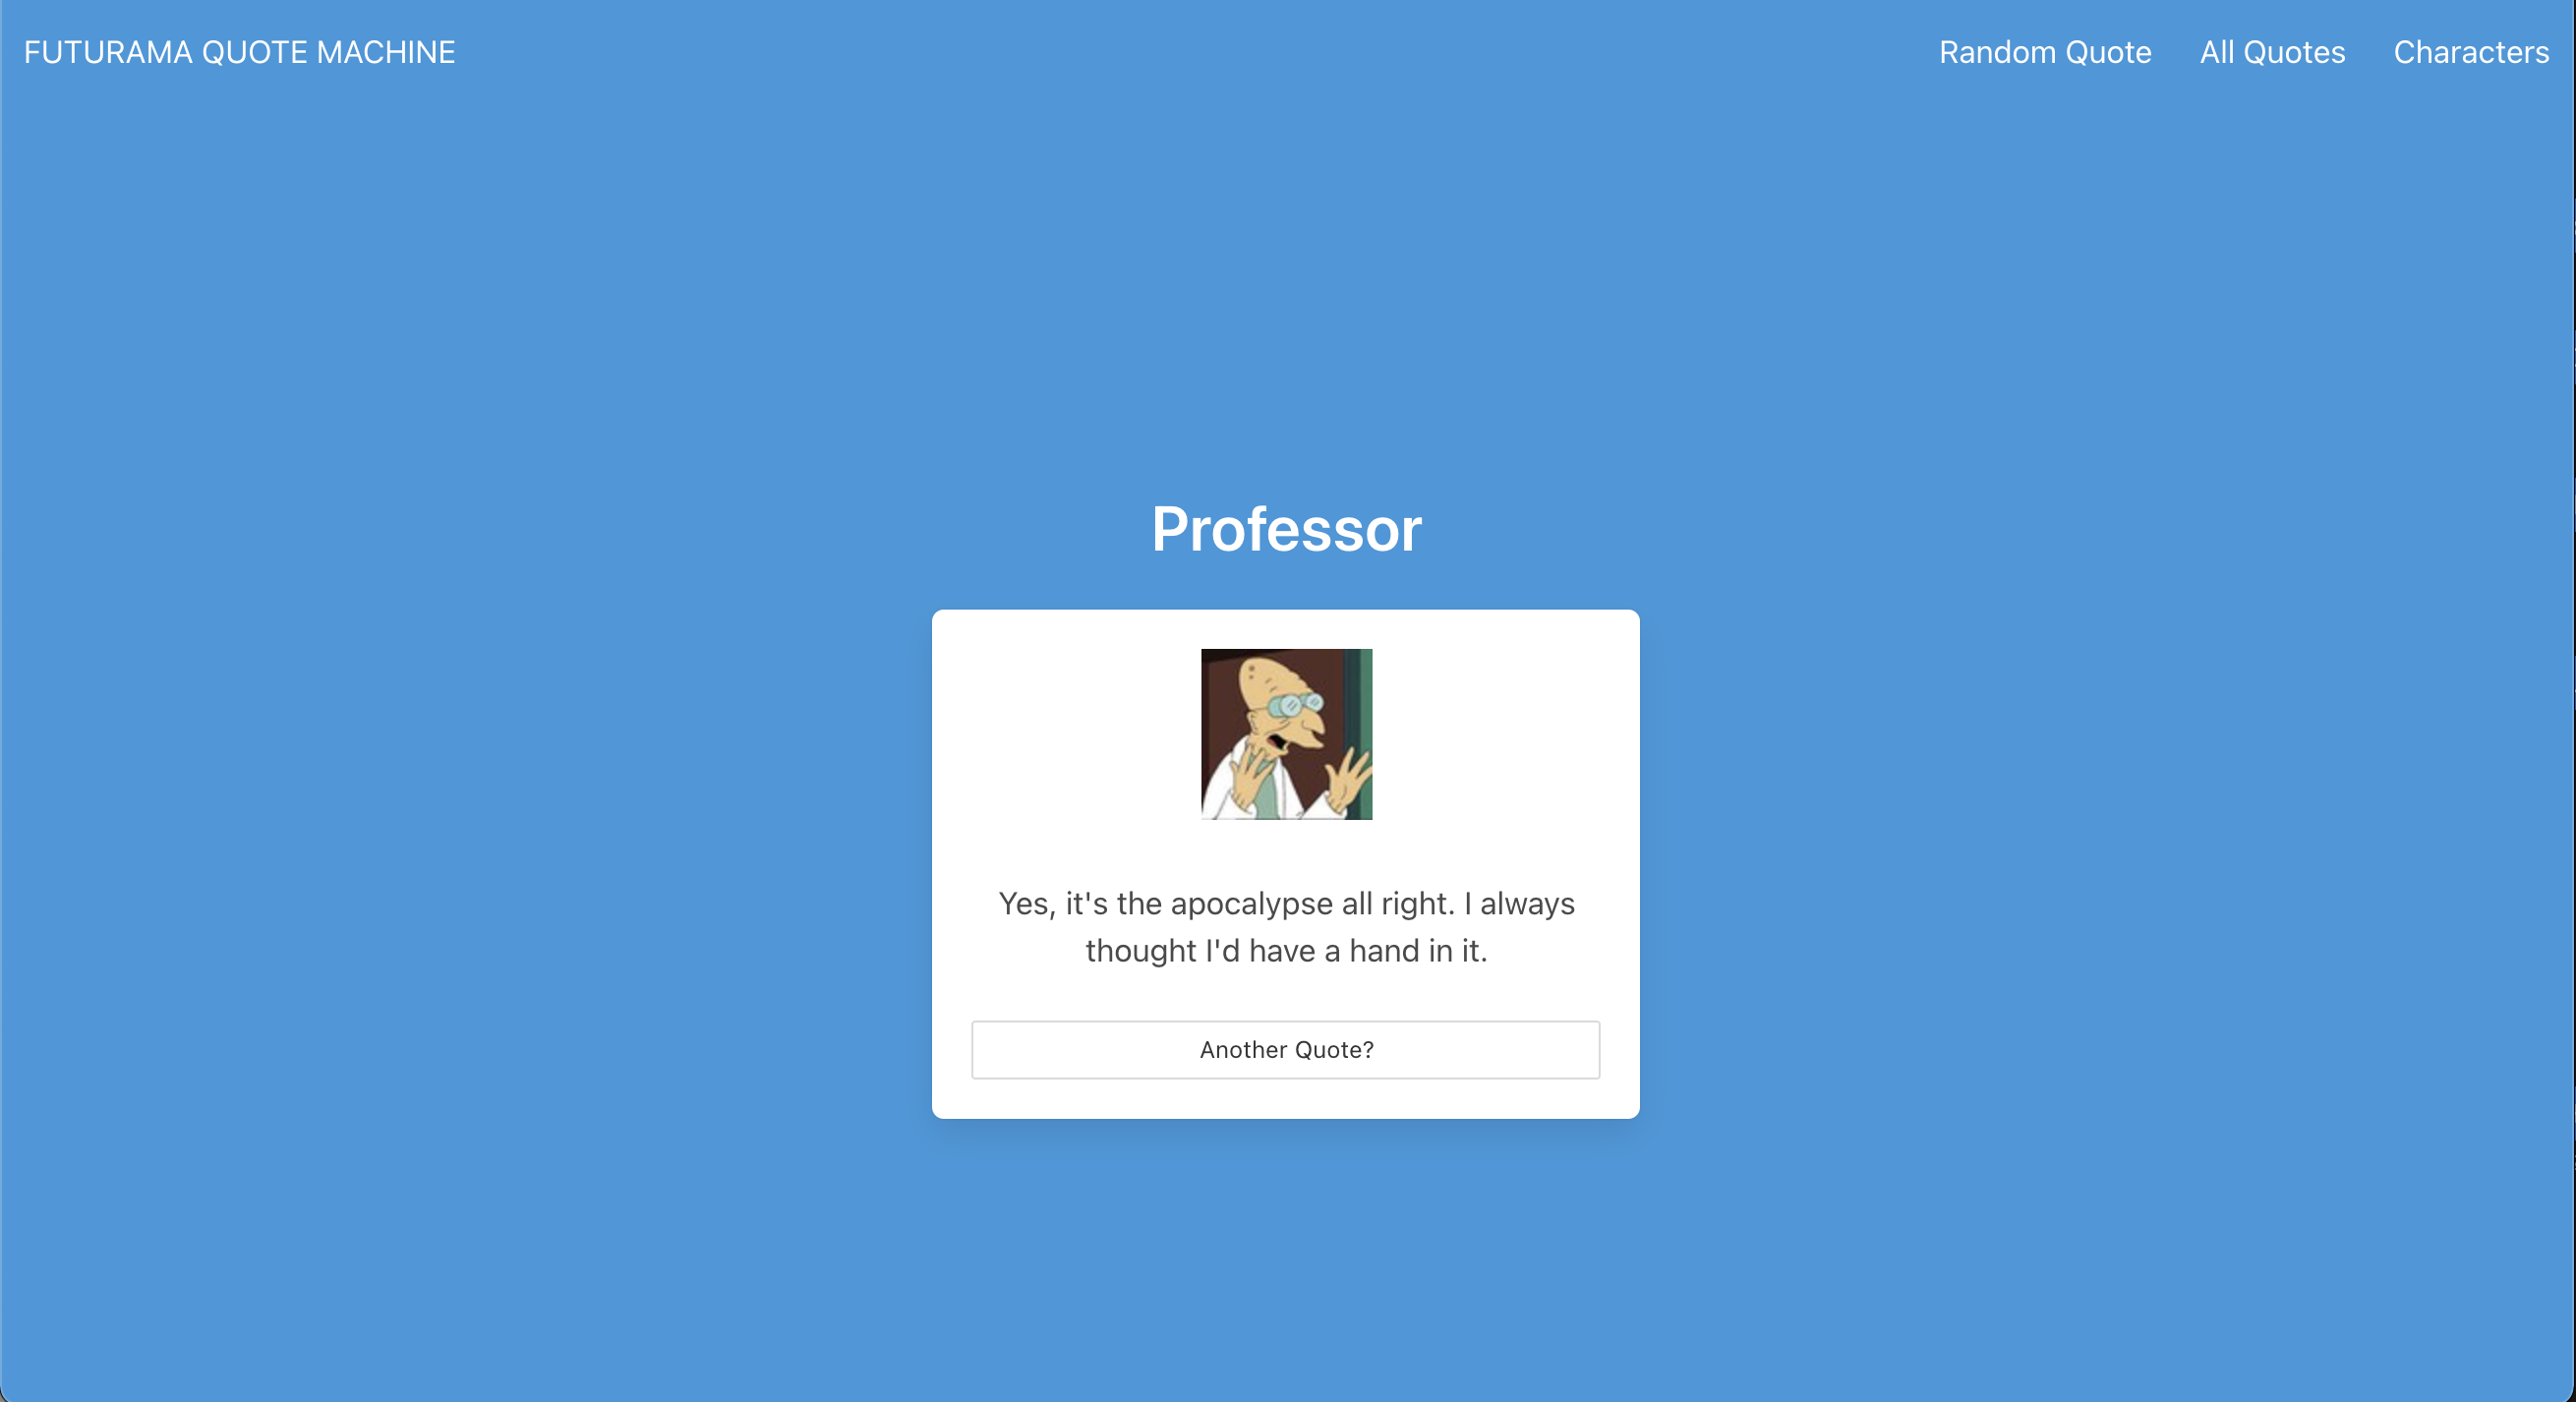 FUTURAMA QUOTE MACHINE
Random Quote
All Quotes
Characters
Professor
Yes, it's the apocalypse all right. I always
thought I'd have a hand in it.
Another Quote?